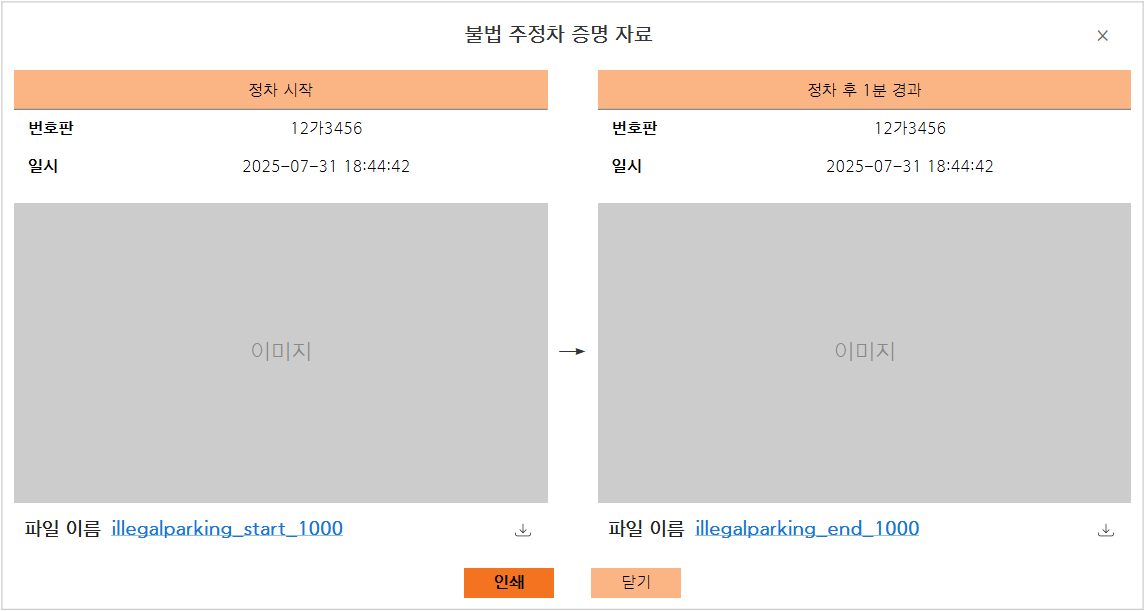 불법 주정차 증명 자료
정차 시작
번호판 12가3456
일시 2025-07-31 18:44:42
이미지
파일 이름 illegalparking_start_1000
정차 후 1분 경과
번호판 12가3456
일시 2025-07-31 18:44:42
이미지
파일 이름 illegalparking_end_1000
인쇄 닫기